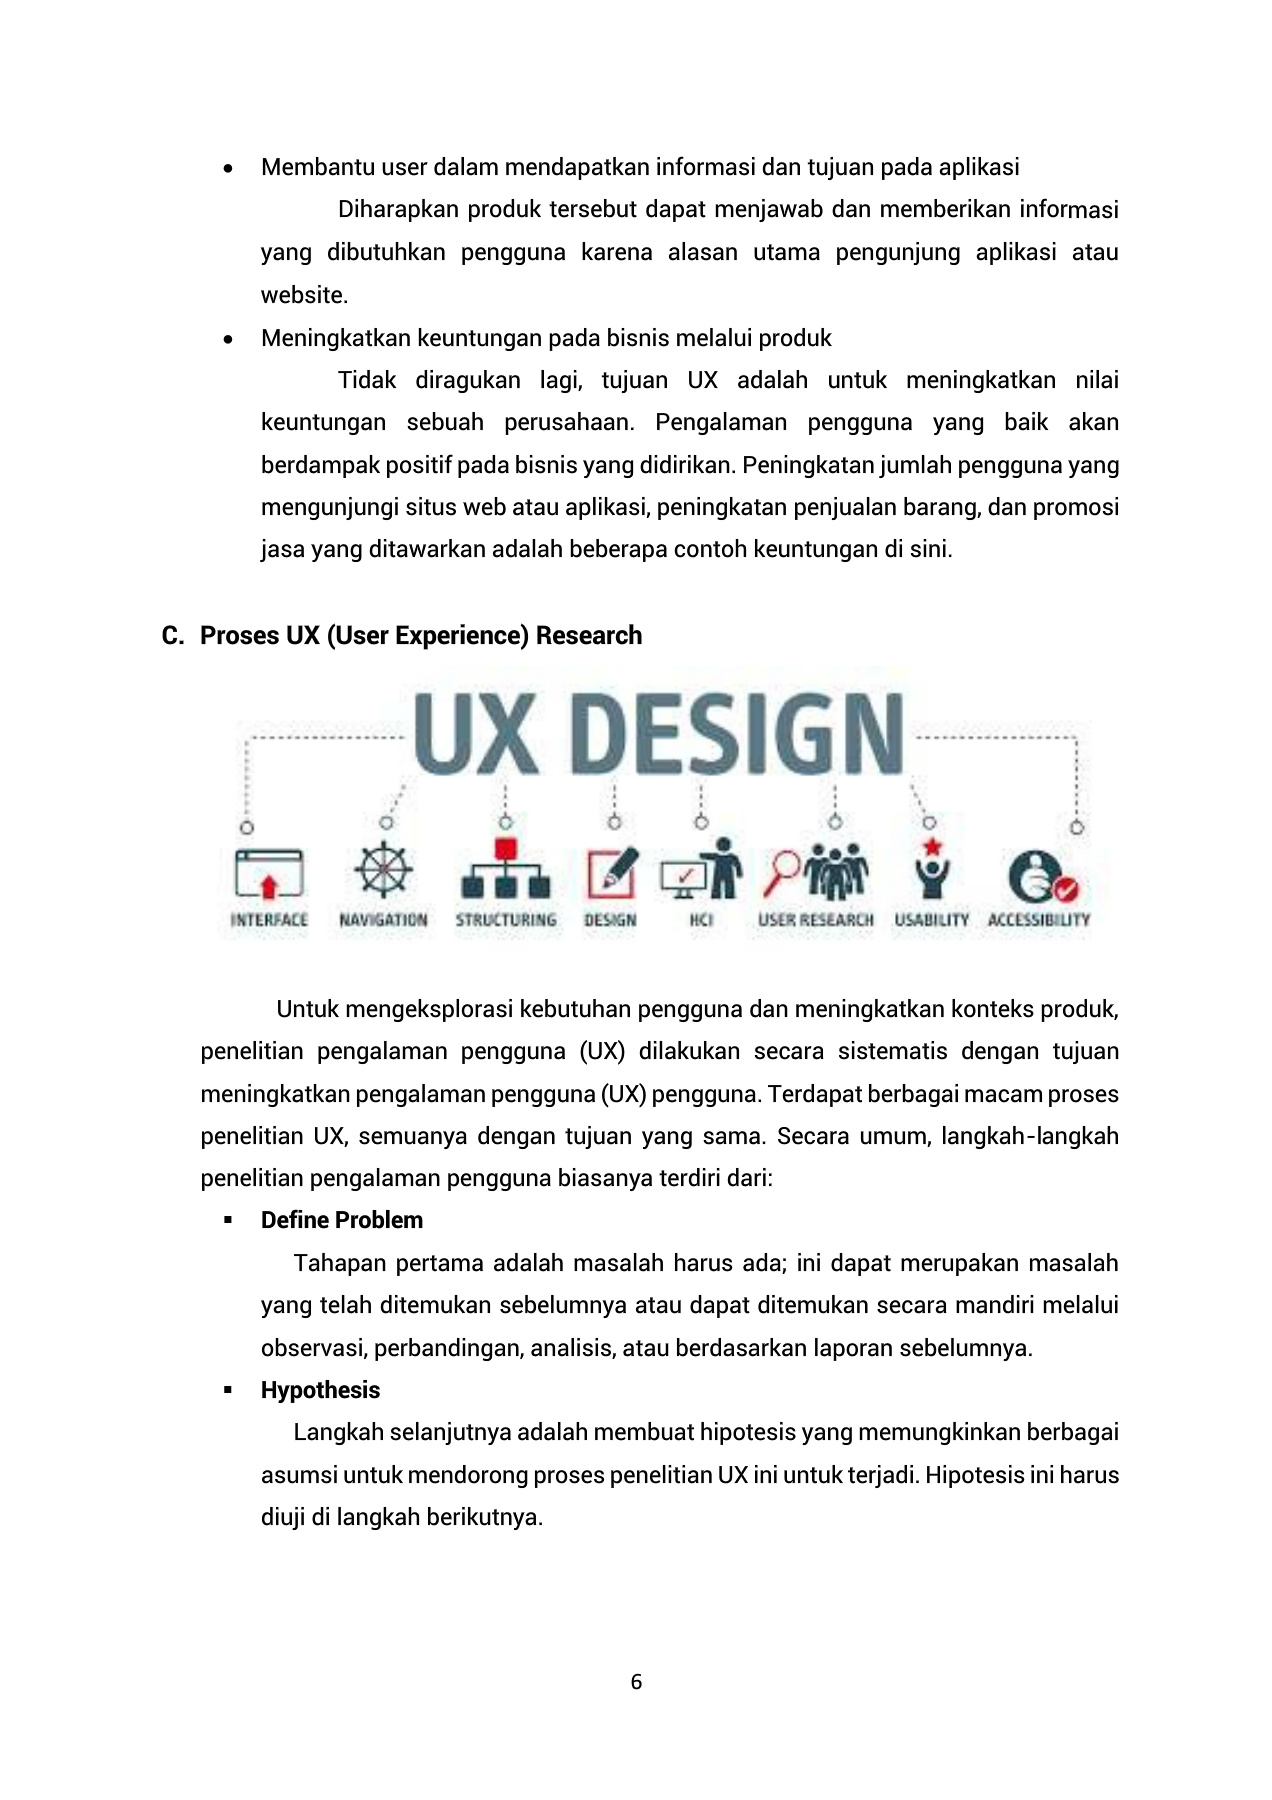 • Membantu user dalam mendapatkan informasi dan tujuan pada aplikasi
Diharapkan produk tersebut dapat menjawab dan memberikan informasi
yang dibutuhkan pengguna karena alasan utama pengunjung aplikasi atau
website.
• Meningkatkan keuntungan pada bisnis melalui produk
Tidak diragukan lagi, tujuan UX adalah untuk meningkatkan nilai
keuntungan sebuah perusahaan. Pengalaman pengguna yang baik akan
berdampak positif pada bisnis yang didirikan. Peningkatan jumlah pengguna yang
mengunjungi situs web atau aplikasi, peningkatan penjualan barang, dan promosi
jasa yang ditawarkan adalah beberapa contoh keuntungan di sini.
C. Proses UX (User Experience) Research
UX DESIGN
INTERFACE NAVIGATION STRUCTURING DESIGN HCI USER RESEARCH USABILITY ACCESSIBILITY
Untuk mengeksplorasi kebutuhan pengguna dan meningkatkan konteks produk,
penelitian pengalaman pengguna (UX) dilakukan secara sistematis dengan tujuan
meningkatkan pengalaman pengguna (UX) pengguna. Terdapat berbagai macam proses
penelitian UX, semuanya dengan tujuan yang sama. Secara umum, langkah-langkah
penelitian pengalaman pengguna biasanya terdiri dari:
▪ Define Problem
Tahapan pertama adalah masalah harus ada; ini dapat merupakan masalah
yang telah ditemukan sebelumnya atau dapat ditemukan secara mandiri melalui
observasi, perbandingan, analisis, atau berdasarkan laporan sebelumnya.
▪ Hypothesis
Langkah selanjutnya adalah membuat hipotesis yang memungkinkan berbagai
asumsi untuk mendorong proses penelitian UX ini untuk terjadi. Hipotesis ini harus
diuji di langkah berikutnya.
6